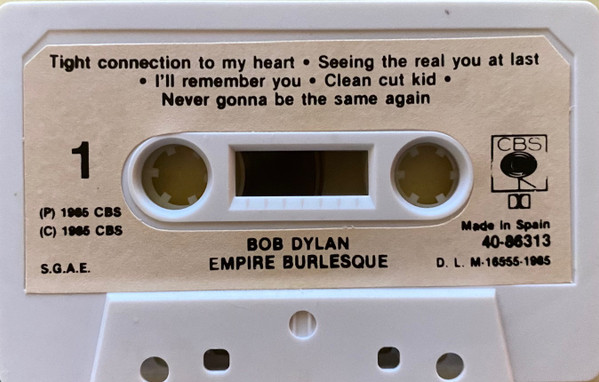 Tight connection to my heart • Seeing the real you at last
• I'll remember you • Clean cut kid •
Never gonna be the same again
1
CBS
(P) 1985 CBS
(C) 1985 CBS
Made in Spain
40-86313
BOB DYLAN
EMPIRE BURLESQUE
S.G.A.E.
D. L. M-16555-1985